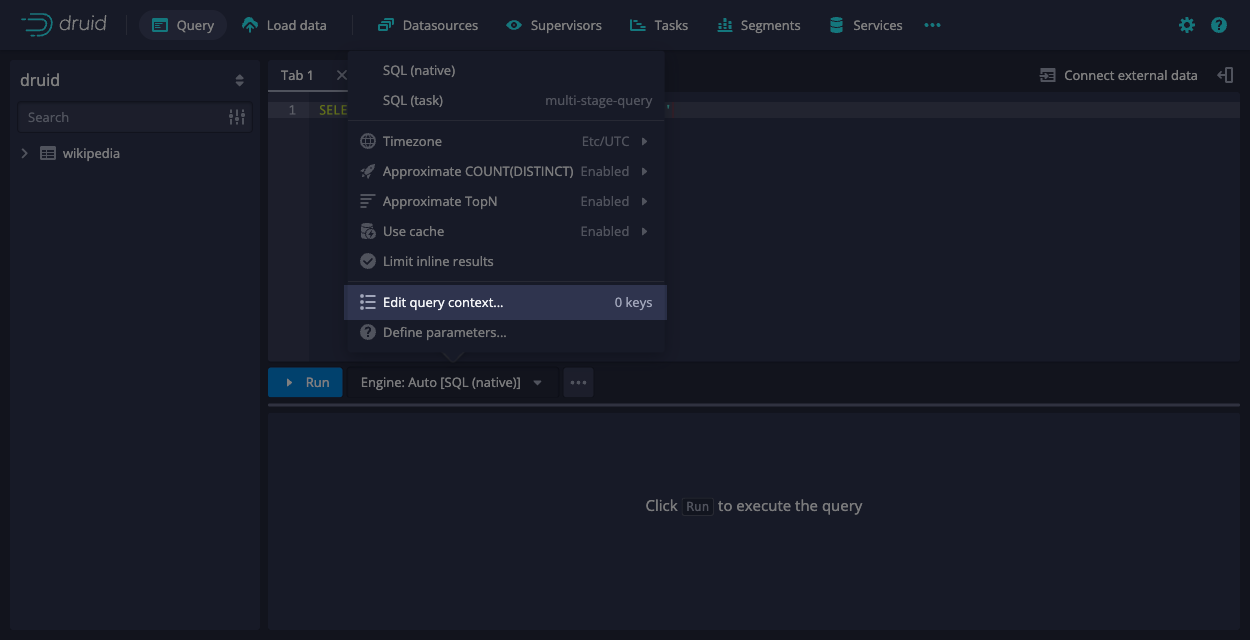 druid
Query
Load data
Datasources
Supervisors
Tasks
Segments
Services
druid
Search
wikipedia
Tab 1
Connect external data
1 SELE
SQL (native)
SQL (task) multi-stage-query
Timezone Etc/UTC
Approximate COUNT(DISTINCT) Enabled
Approximate TopN Enabled
Use cache Enabled
Limit inline results
Edit query context... 0 keys
Define parameters...
Run
Engine: Auto [SQL (native)]
Click Run to execute the query